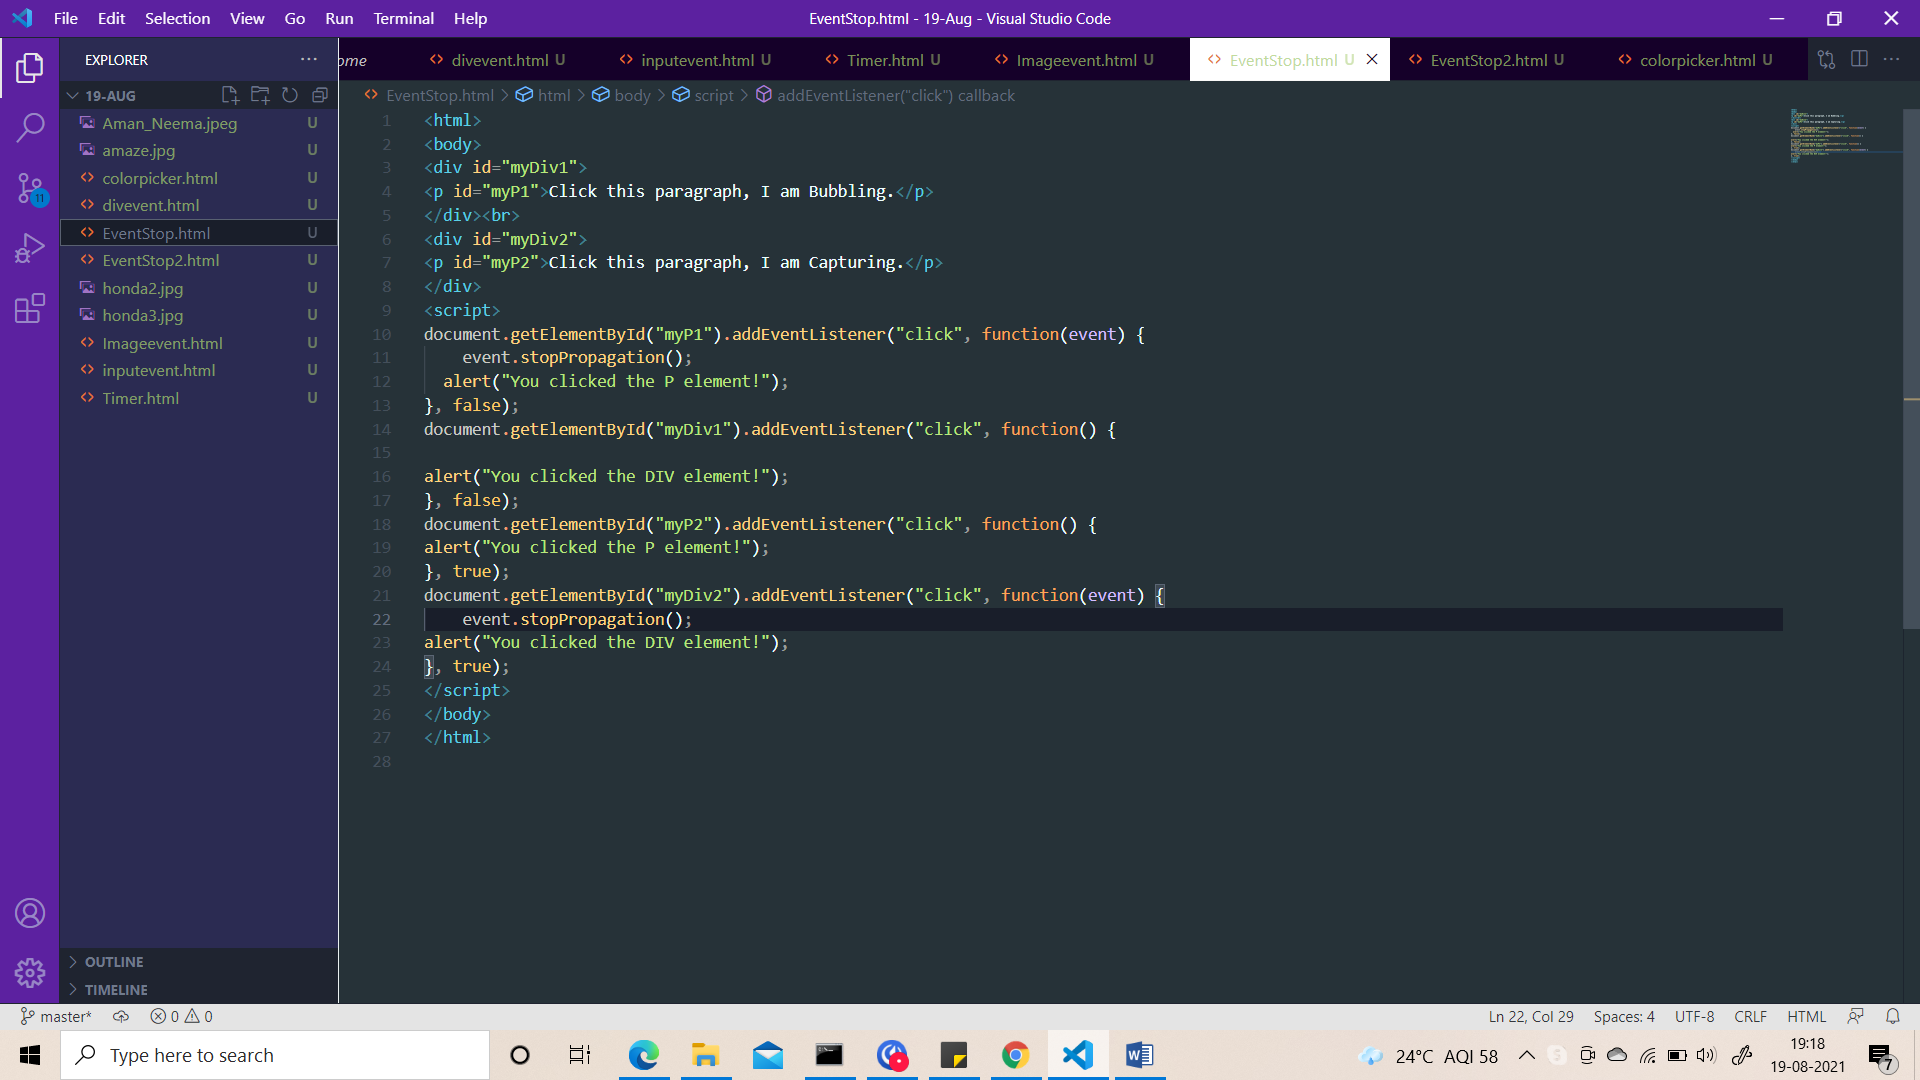 File Edit Selection View Go Run Terminal Help
EventStop.html - 19-Aug - Visual Studio Code
EXPLORER
ome
divevent.html U
inputevent.html U
Timer.html U
Imageevent.html U
EventStop.html U
EventStop2.html U
colorpicker.html U
19-AUG
Aman_Neema.jpeg U
amaze.jpg U
colorpicker.html U
divevent.html U
EventStop.html U
EventStop2.html U
honda2.jpg U
honda3.jpg U
Imageevent.html U
inputevent.html U
Timer.html U
11
OUTLINE
TIMELINE
EventStop.html > html > body > script > addEventListener("click") callback
1 <html>
2 <body>
3 <div id="myDiv1">
4 <p id="myP1">Click this paragraph, I am Bubbling.</p>
5 </div><br>
6 <div id="myDiv2">
7 <p id="myP2">Click this paragraph, I am Capturing.</p>
8 </div>
9 <script>
10 document.getElementById("myP1").addEventListener("click", function(event) {
11     event.stopPropagation();
12   alert("You clicked the P element!");
13 }, false);
14 document.getElementById("myDiv1").addEventListener("click", function() {
15
16 alert("You clicked the DIV element!");
17 }, false);
18 document.getElementById("myP2").addEventListener("click", function() {
19 alert("You clicked the P element!");
20 }, true);
21 document.getElementById("myDiv2").addEventListener("click", function(event) {
22     event.stopPropagation();
23 alert("You clicked the DIV element!");
24 }, true);
25 </script>
26 </body>
27 </html>
28
master* 0 0
Ln 22, Col 29 Spaces: 4 UTF-8 CRLF HTML
Type here to search
24°C AQI 58
19:18
19-08-2021
7